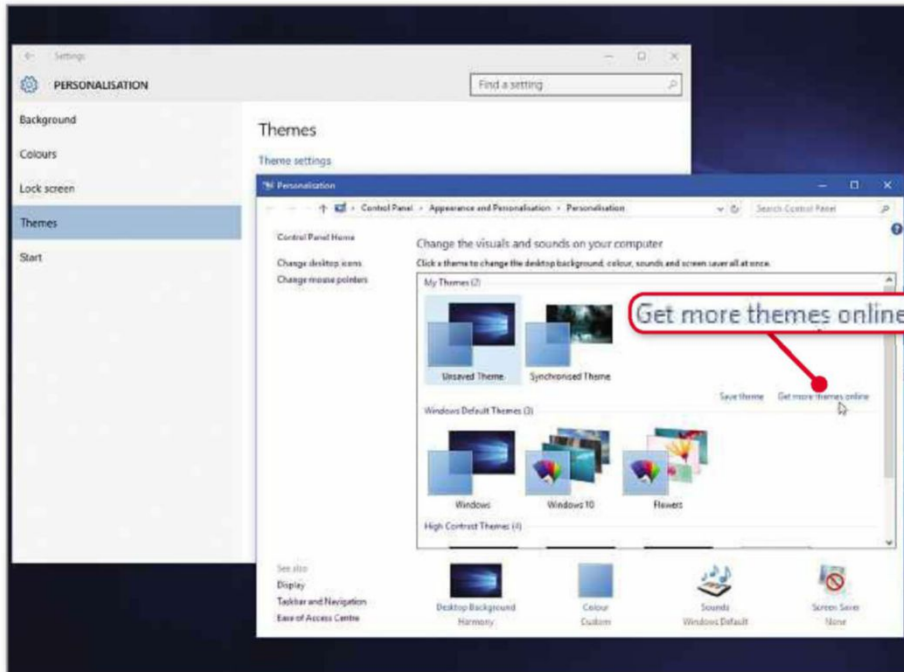 Settings
PERSONALISATION
Find a setting
Background
Colours
Lock screen
Themes
Start
Themes
Theme settings
Personalisation
Control Panel › Appearance and Personalisation › Personalisation
Search Control Panel
Control Panel Home
Change desktop icons
Change mouse pointers
Change the visuals and sounds on your computer
Click a theme to change the desktop background, colour, sounds and screen saver all at once.
My Themes (2)
Get more themes online
Unsaved Theme
Synchronised Theme
Save theme
Get more themes online
Windows Default Themes (3)
Windows
Windows 10
Flowers
High Contrast Themes (4)
See also
Display
Taskbar and Navigation
Ease of Access Centre
Desktop Background
Harmony
Colour
Custom
Sounds
Windows Default
Screen Saver
None